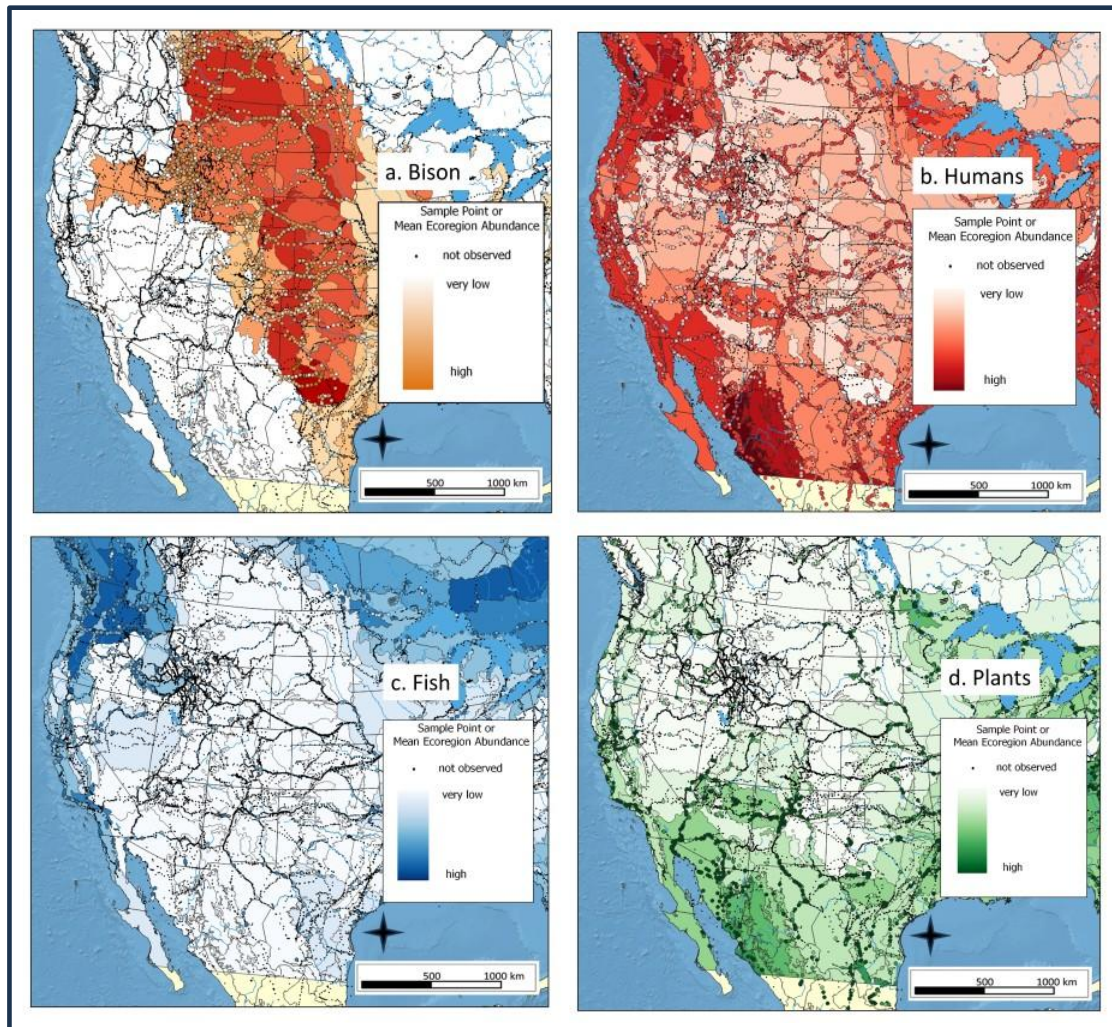 a. Bison
Sample Point or
Mean Ecoregion Abundance
not observed
very low
high
500
1000 km
b. Humans
Sample Point or
Mean Ecoregion Abundance
not observed
very low
high
500
1000 km
c. Fish
Sample Point or
Mean Ecoregion Abundance
not observed
very low
high
500
1000 km
d. Plants
Sample Point or
Mean Ecoregion Abundance
not observed
very low
high
500
1000 km